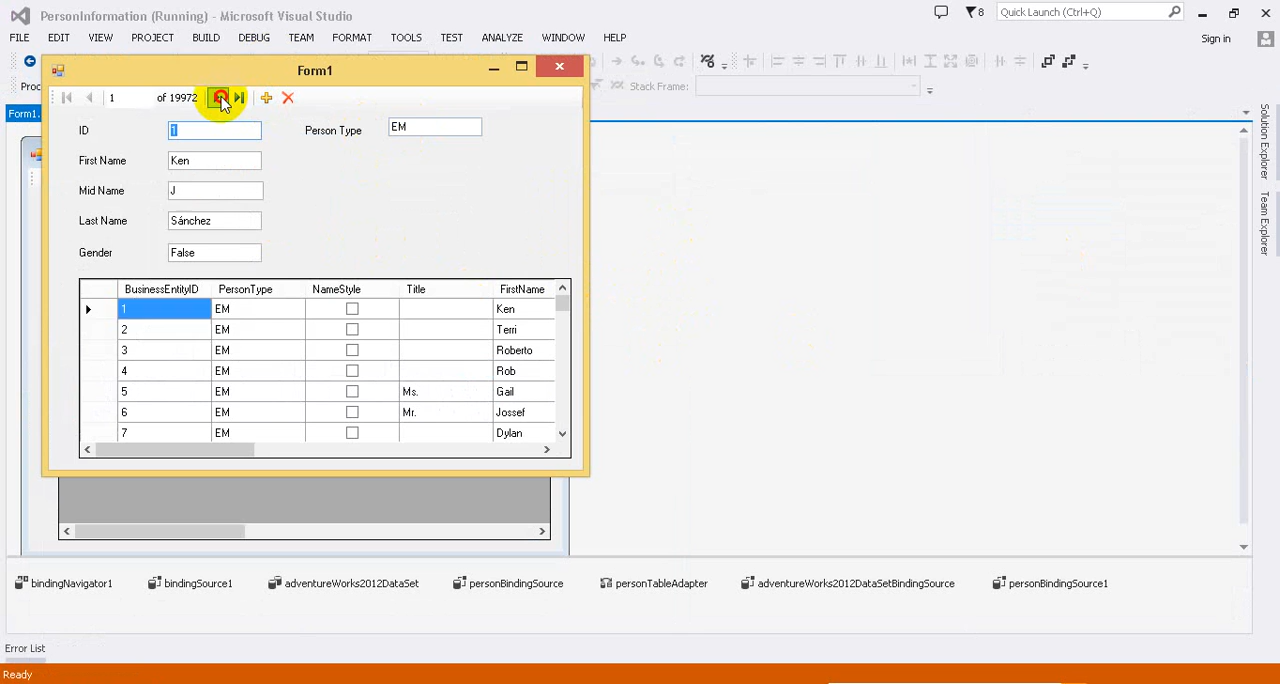 PersonInformation (Running) - Microsoft Visual Studio
8
Quick Launch (Ctrl+Q)
FILE EDIT VIEW PROJECT BUILD DEBUG TEAM FORMAT TOOLS TEST ANALYZE WINDOW HELP
Sign in
Form1
Proc
Stack Frame:
1 of 19972
Form1.
ID 1 Person Type EM
First Name Ken
Mid Name J
Last Name Sánchez
Gender False
BusinessEntityID PersonType NameStyle Title FirstName
1 EM Ken
2 EM Terri
3 EM Roberto
4 EM Rob
5 EM Ms. Gail
6 EM Mr. Jossef
7 EM Dylan
Solution Explorer
Team Explorer
bindingNavigator1 bindingSource1 adventureWorks2012DataSet personBindingSource personTableAdapter adventureWorks2012DataSetBindingSource personBindingSource1
Error List
Ready